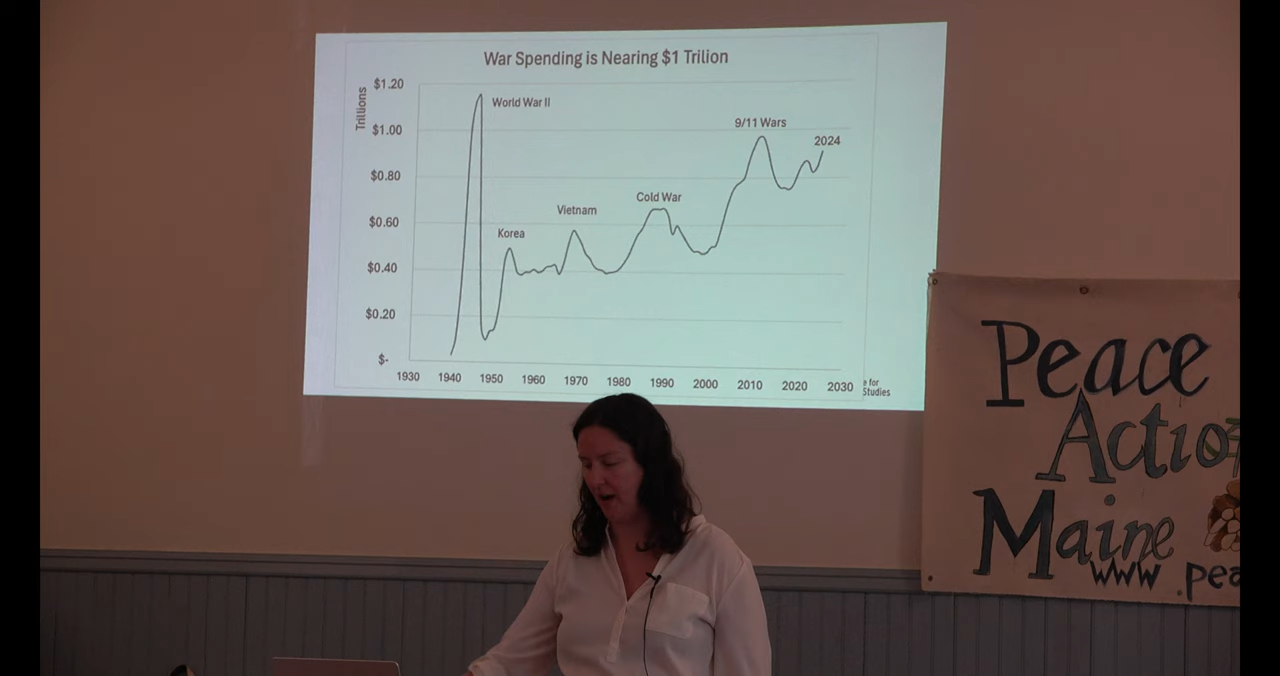 War Spending is Nearing $1 Trilion
Trillions
$1.20
$1.00
$0.80
$0.60
$0.40
$0.20
$-
World War II
Korea
Vietnam
Cold War
9/11 Wars
2024
1930 1940 1950 1960 1970 1980 1990 2000 2010 2020 2030
for
Studies
Peace
Actio
Maine
www.pea